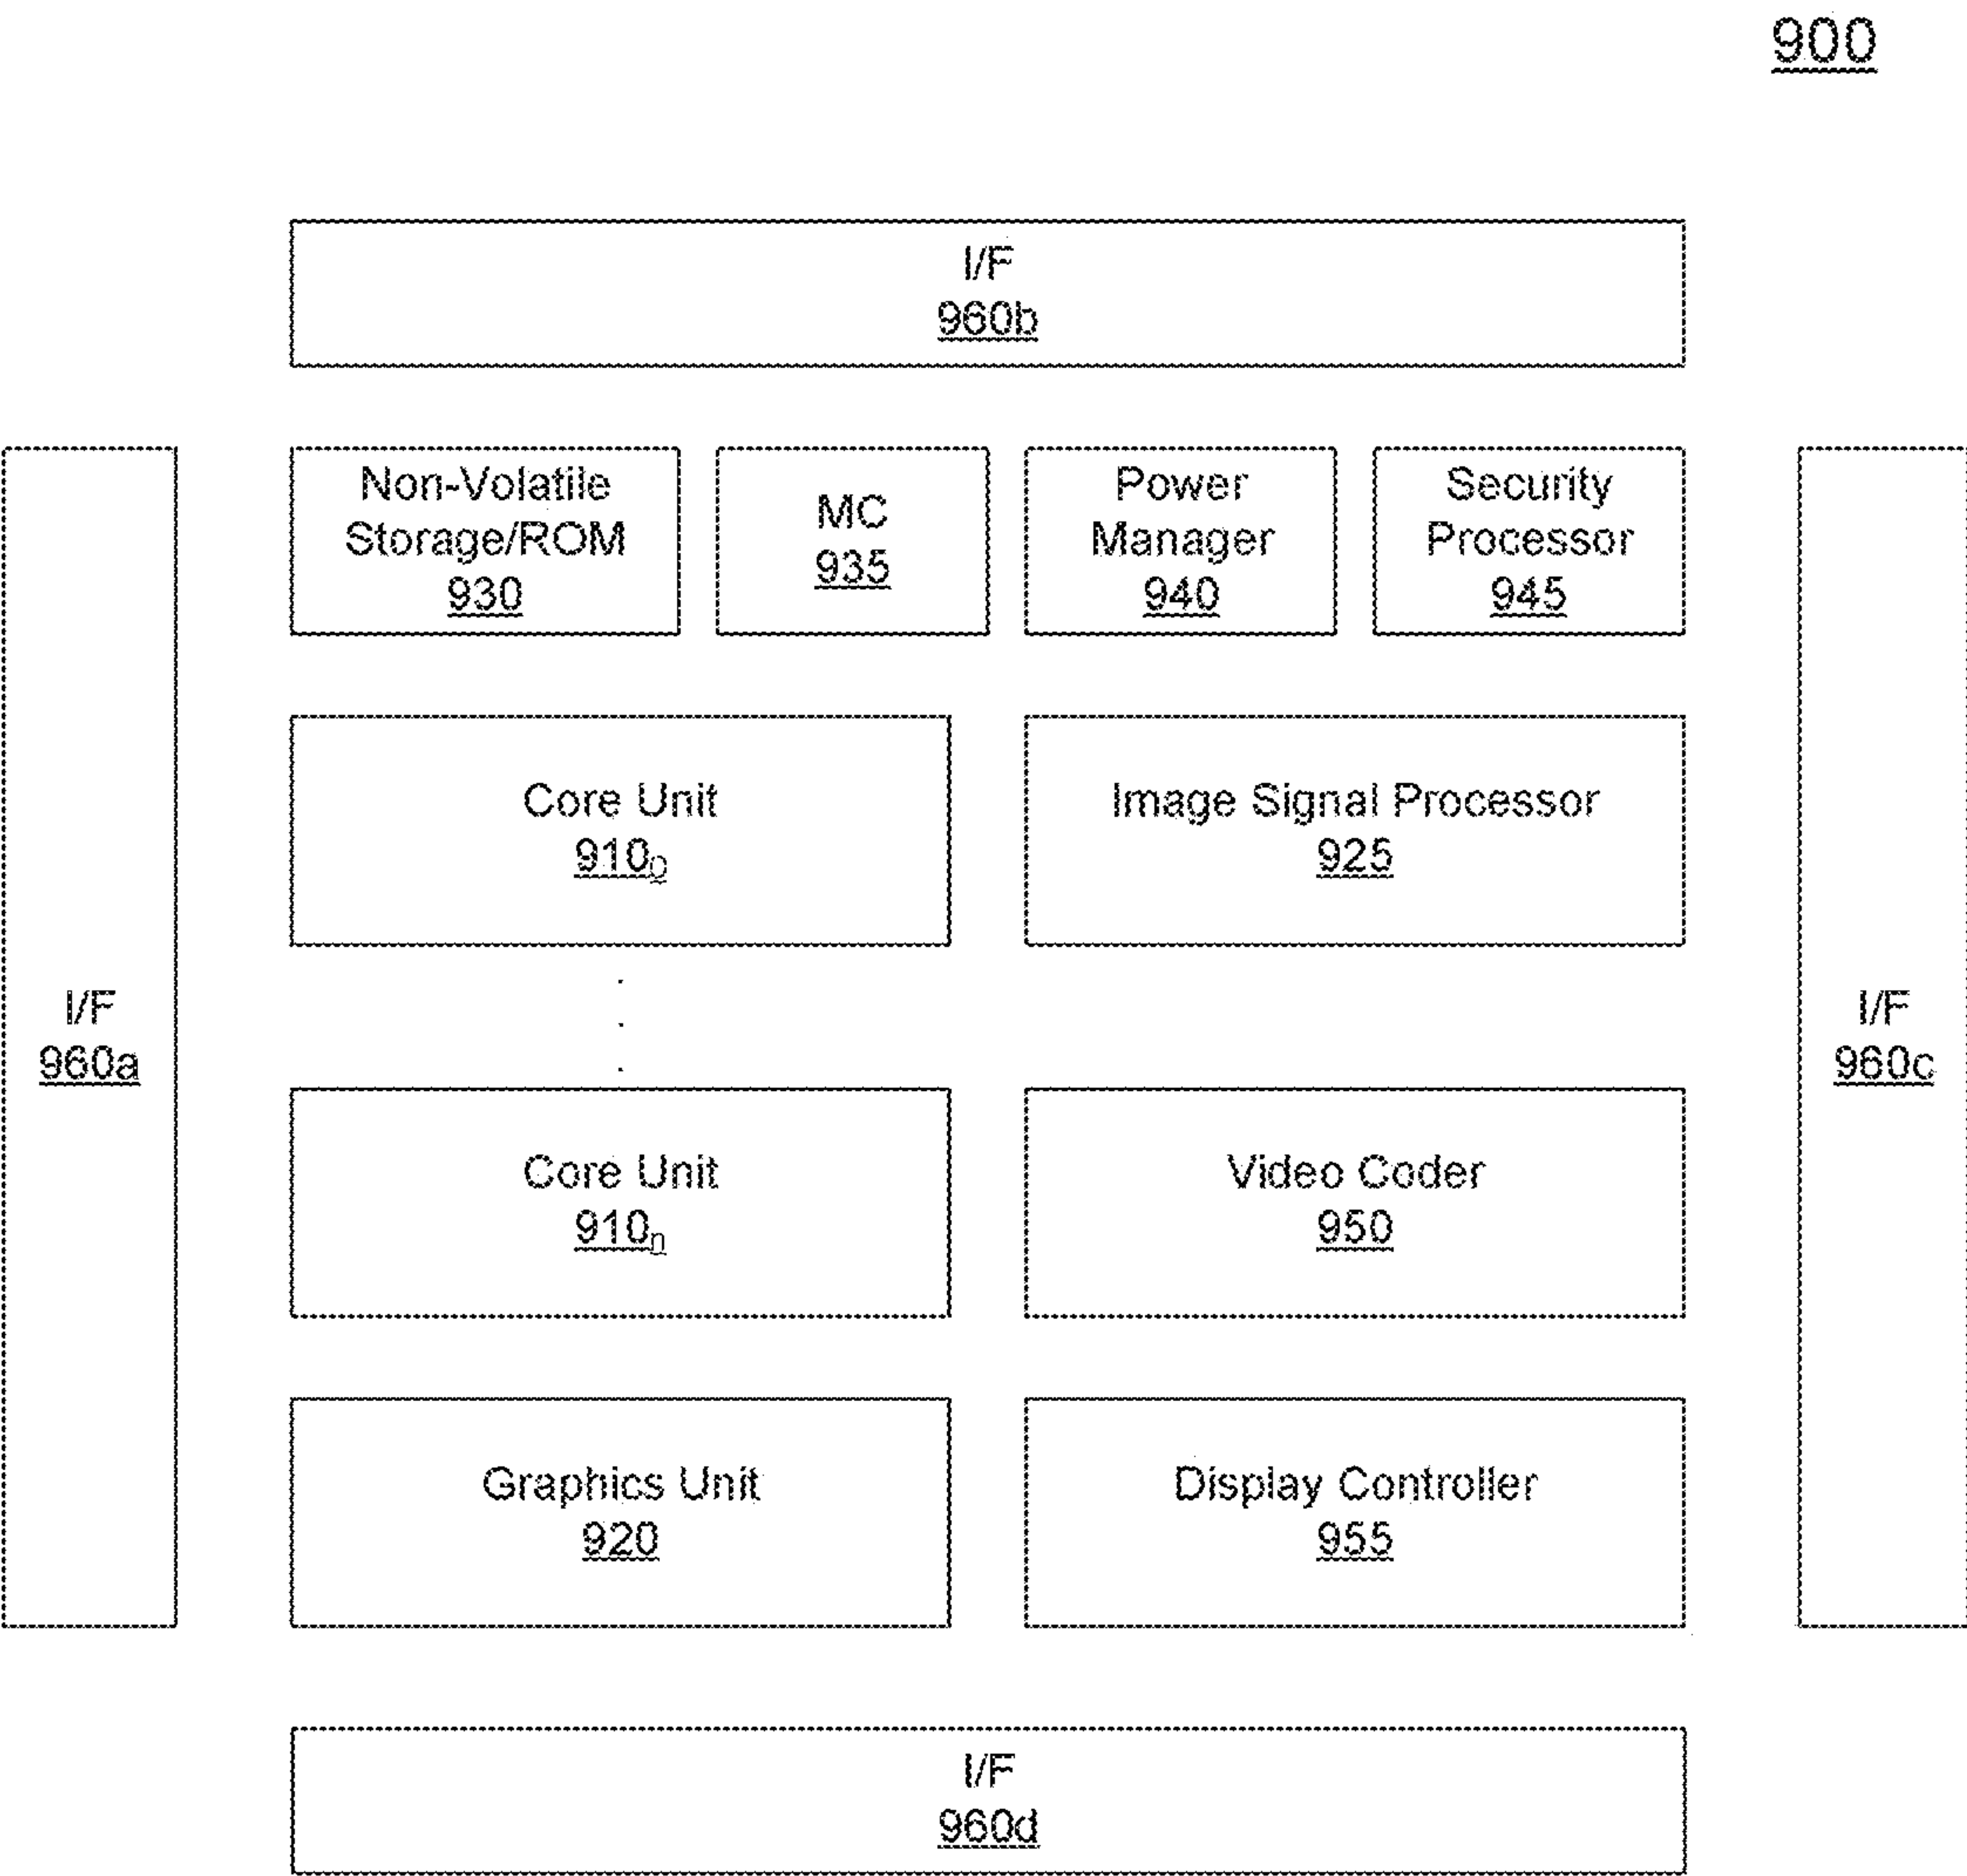 900
I/F
960b
Non-Volatile
Storage/ROM
930
MC
935
Power
Manager
940
Security
Processor
945
Core Unit
910₀
Image Signal Processor
925
I/F
960a
I/F
960c
Core Unit
910ₙ
Video Coder
950
Graphics Unit
920
Display Controller
955
I/F
960d